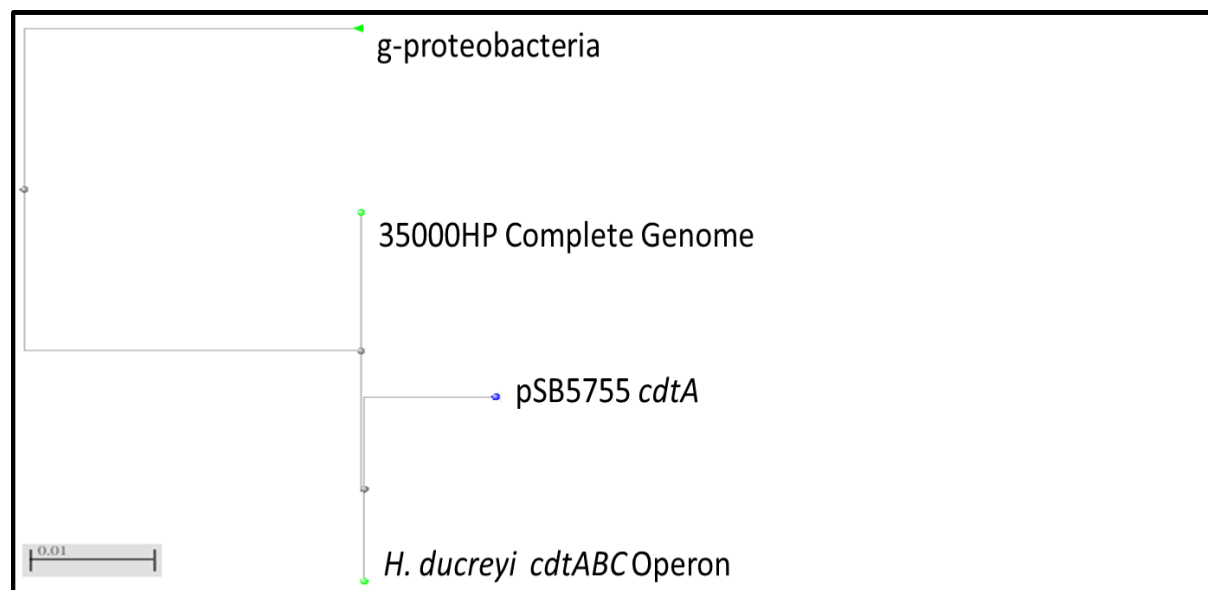 g-proteobacteria
35000HP Complete Genome
pSB5755 cdtA
0.01
H. ducreyi cdtABC Operon